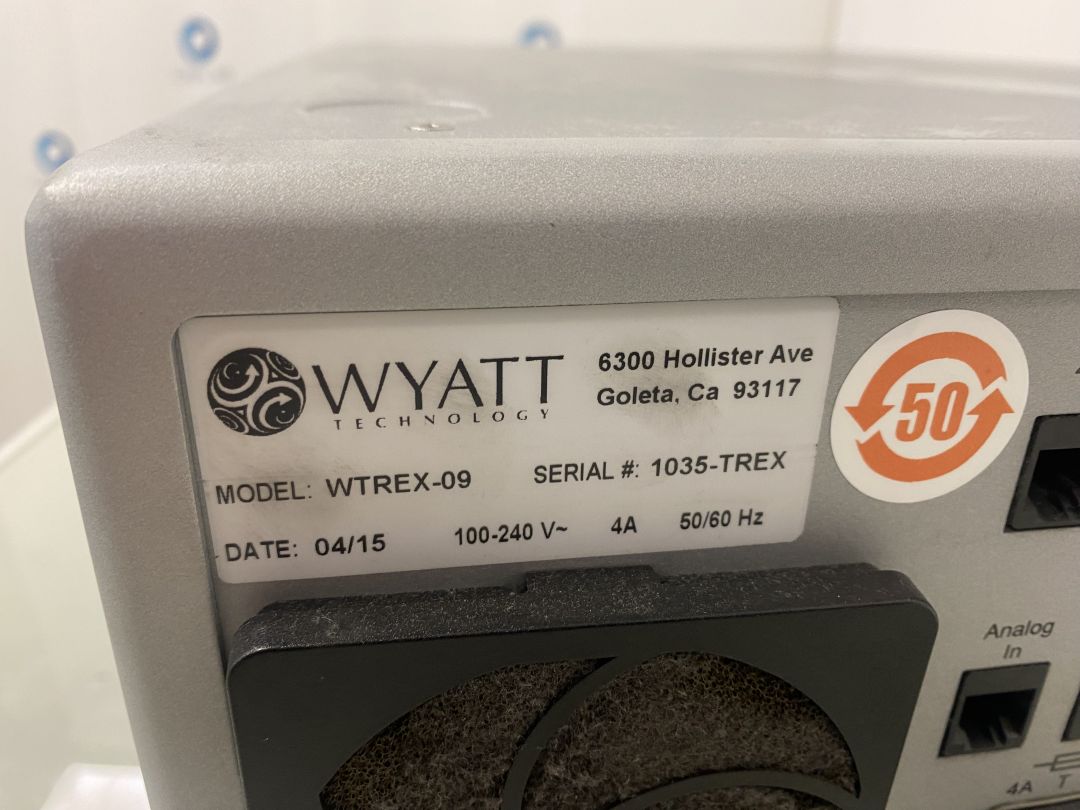 WYATT
TECHNOLOGY
6300 Hollister Ave
Goleta, Ca 93117
MODEL: WTREX-09
SERIAL #: 1035-TREX
DATE: 04/15
100-240 V~
4A
50/60 Hz
50
Analog
In
4A
T